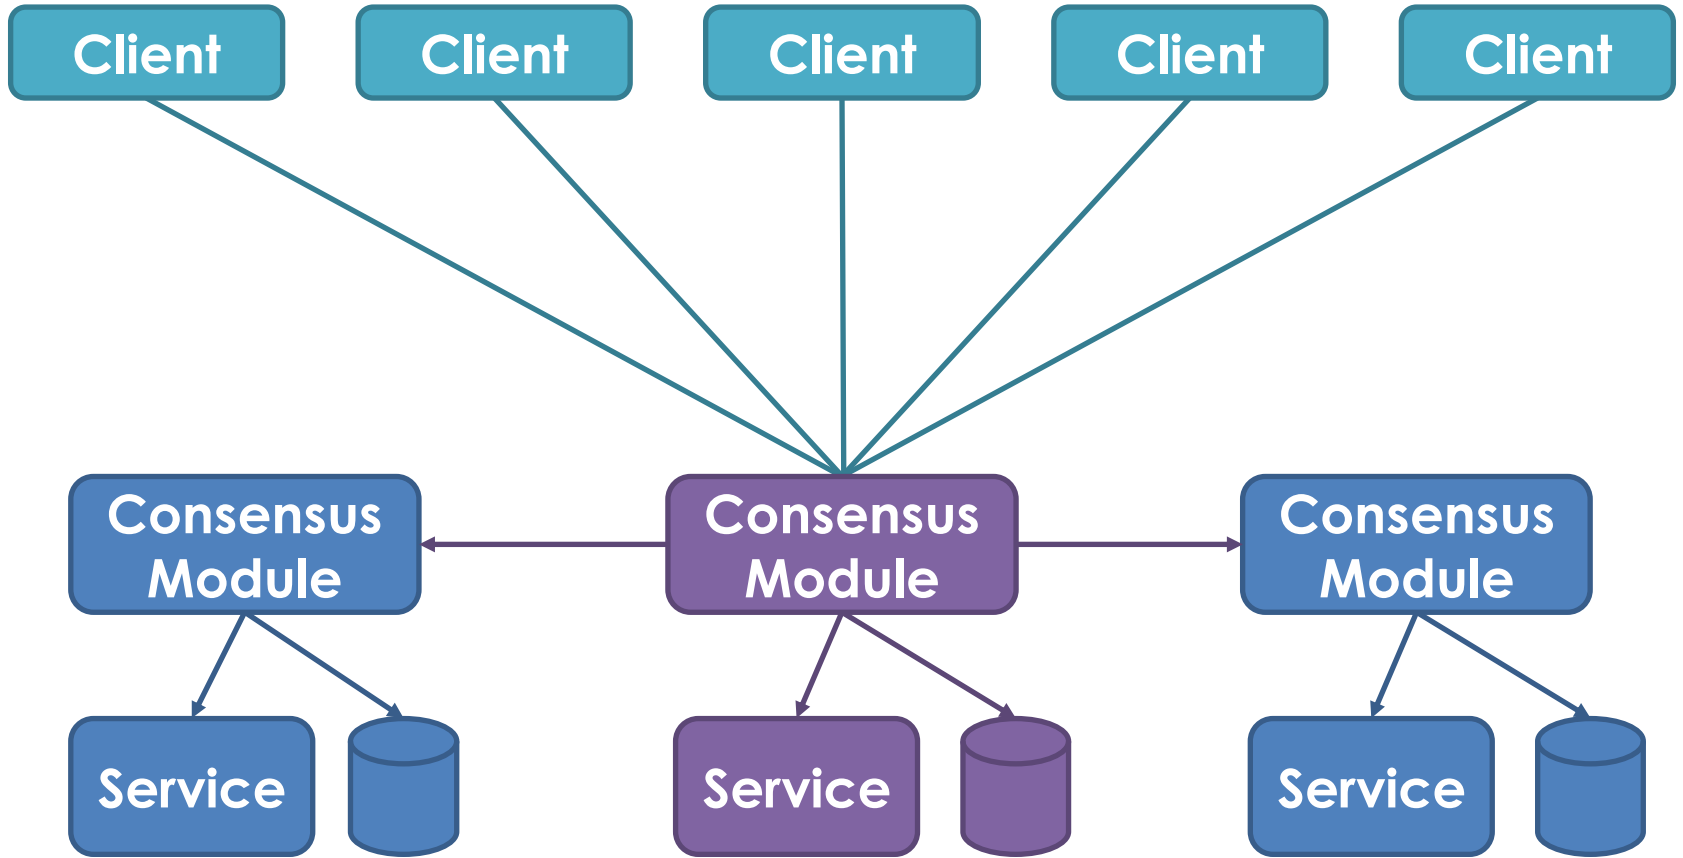 Client
Client
Client
Client
Client
Consensus
Module
Consensus
Module
Consensus
Module
Service
Service
Service